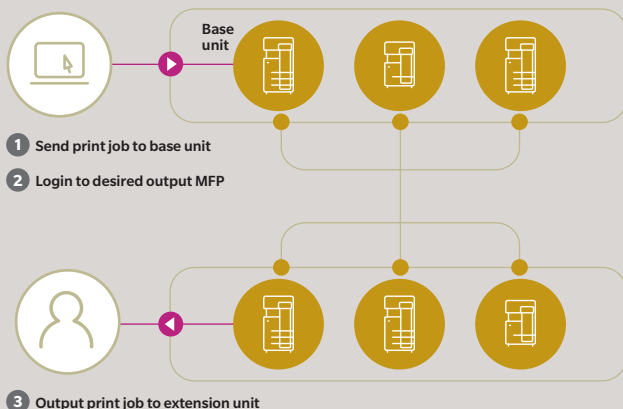 Base
unit
1 Send print job to base unit
2 Login to desired output MFP
3 Output print job to extension unit